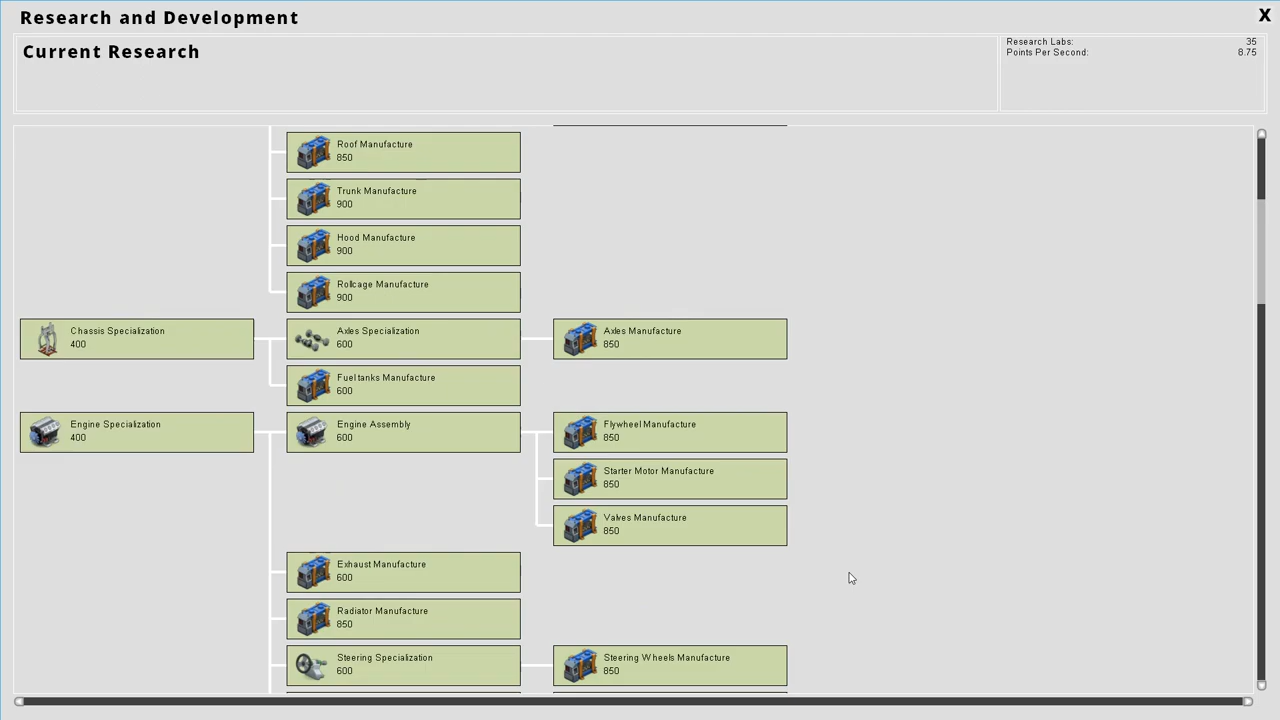 Research and Development
X
Current Research
Research Labs: 35
Points Per Second: 8.75
Roof Manufacture
850
Trunk Manufacture
900
Hood Manufacture
900
Rollcage Manufacture
900
Chassis Specialization
400
Axles Specialization
600
Axles Manufacture
850
Fueltanks Manufacture
600
Engine Specialization
400
Engine Assembly
600
Flywheel Manufacture
850
Starter Motor Manufacture
850
Valves Manufacture
850
Exhaust Manufacture
600
Radiator Manufacture
850
Steering Specialization
600
Steering Wheels Manufacture
850